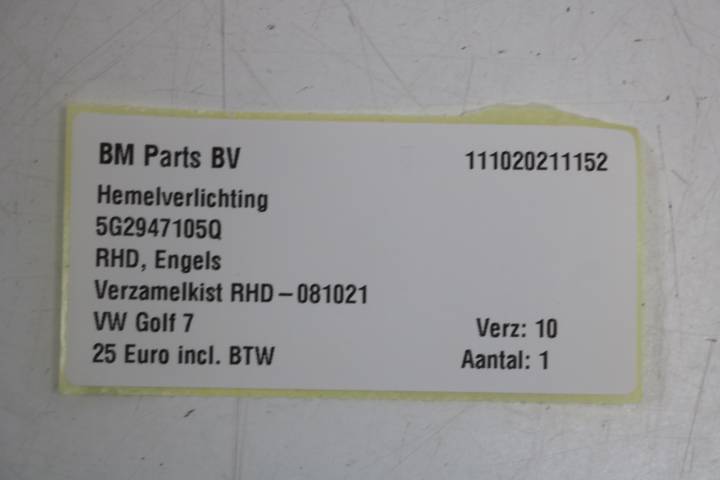 BM Parts BV 111020211152
Hemelverlichting
5G2947105Q
RHD, Engels
Verzamelkist RHD-081021
VW Golf 7 Verz: 10
25 Euro incl. BTW Aantal: 1